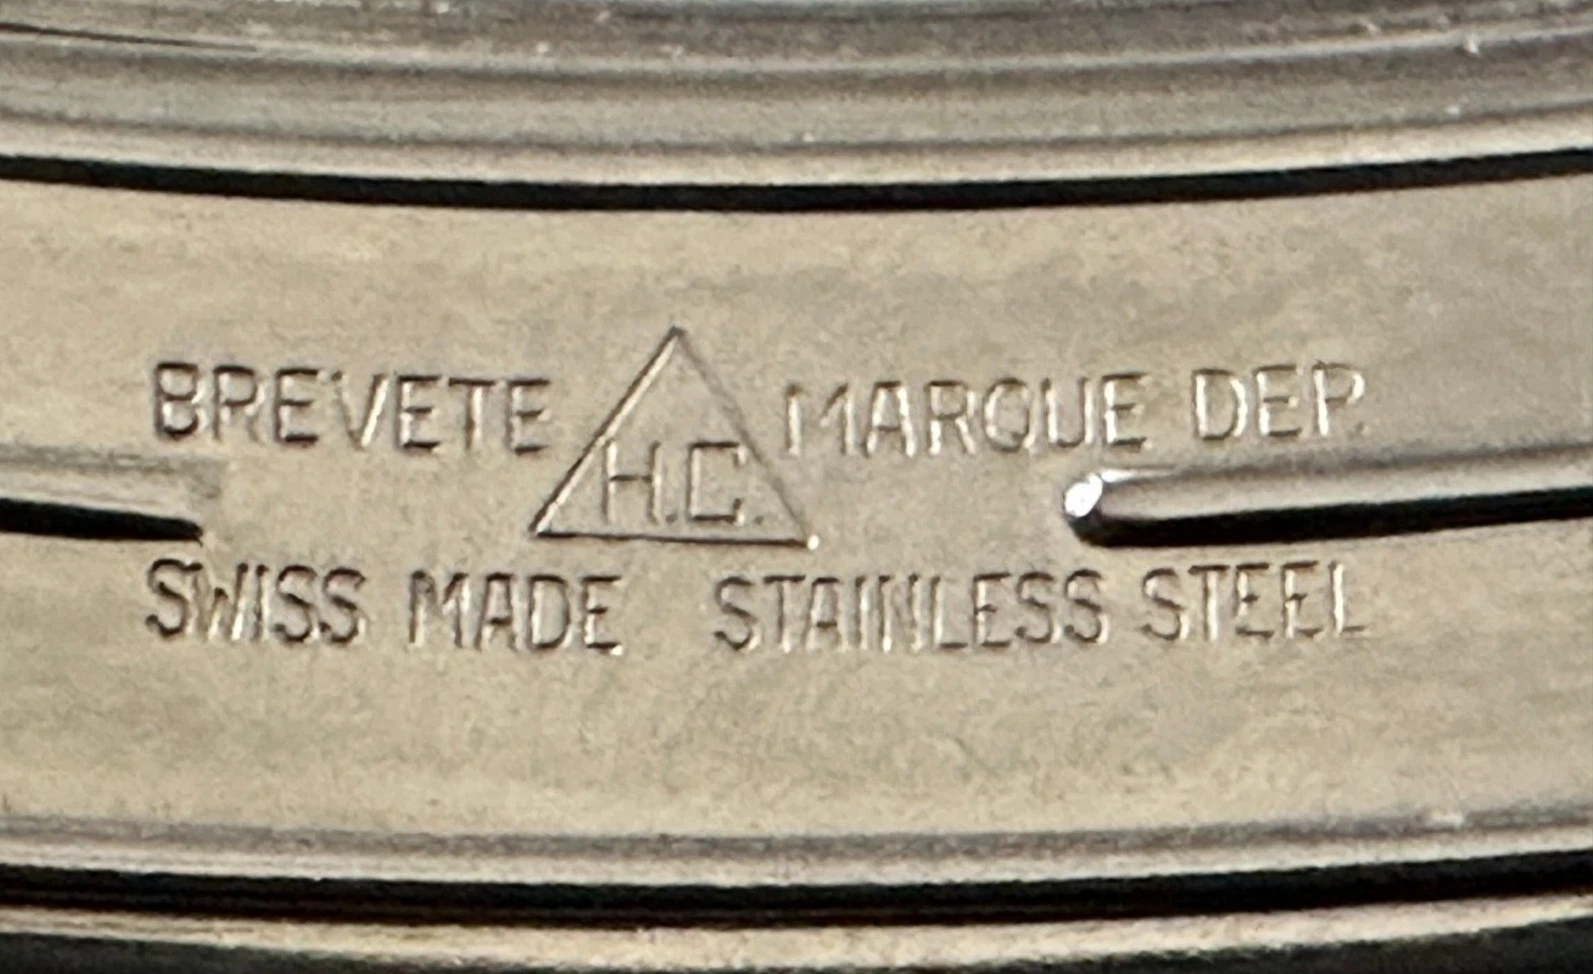 BREVETE H.C. MARQUE DEP.
SWISS MADE STAINLESS STEEL